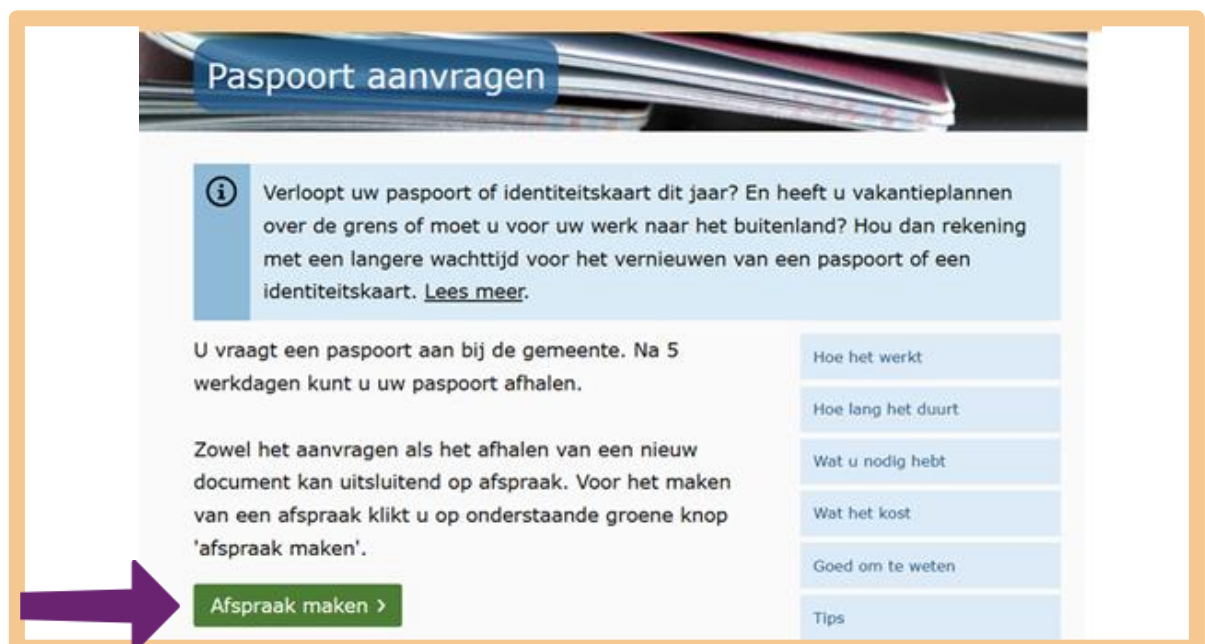 Paspoort aanvragen
Verloopt uw paspoort of identiteitskaart dit jaar? En heeft u vakantieplannen
over de grens of moet u voor uw werk naar het buitenland? Hou dan rekening
met een langere wachttijd voor het vernieuwen van een paspoort of een
identiteitskaart. Lees meer.
U vraagt een paspoort aan bij de gemeente. Na 5
werkdagen kunt u uw paspoort afhalen.
Zowel het aanvragen als het afhalen van een nieuw
document kan uitsluitend op afspraak. Voor het maken
van een afspraak klikt u op onderstaande groene knop
'afspraak maken'.
Afspraak maken >
Hoe het werkt
Hoe lang het duurt
Wat u nodig hebt
Wat het kost
Goed om te weten
Tips